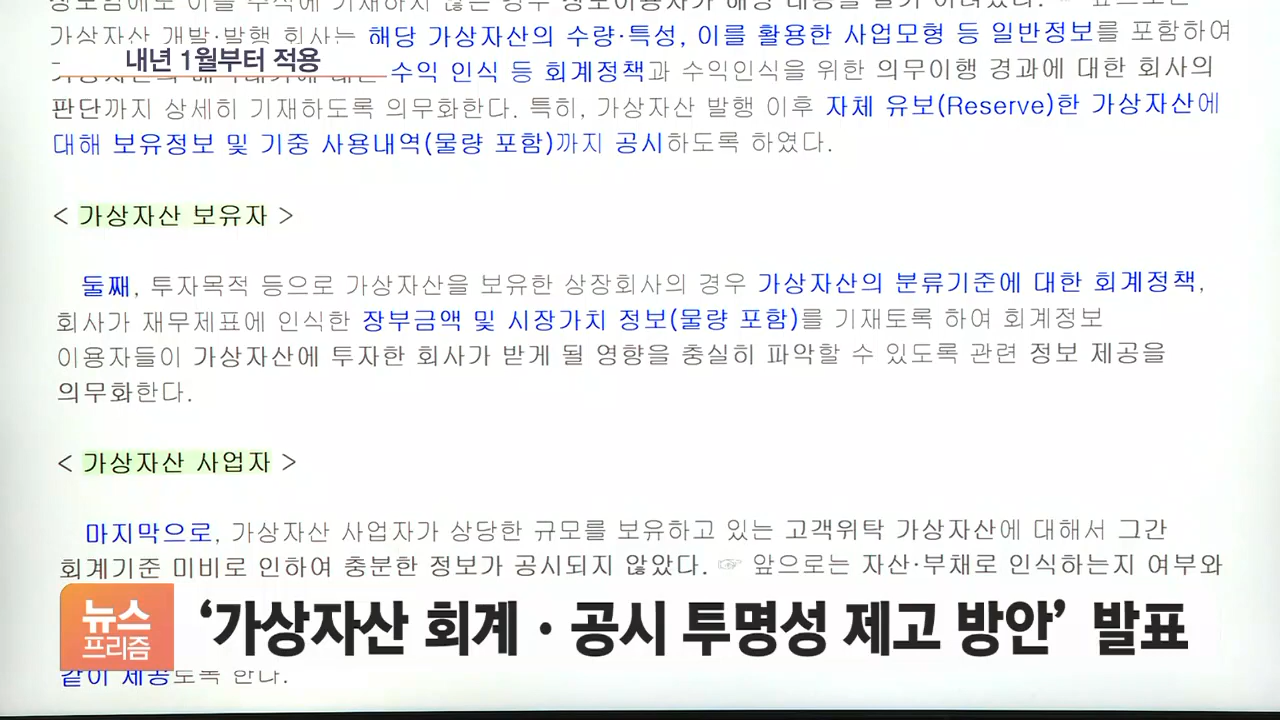 가상자산 개발·발행 회사는 해당 가상자산의 수량·특성, 이를 활용한 사업모형 등 일반정보를 포함하여
내년 1월부터 적용
수익 인식 등 회계정책과 수익인식을 위한 의무이행 경과에 대한 회사의
판단까지 상세히 기재하도록 의무화한다. 특히, 가상자산 발행 이후 자체 유보(Reserve)한 가상자산에
대해 보유정보 및 기중 사용내역(물량 포함)까지 공시하도록 하였다.
< 가상자산 보유자 >
둘째, 투자목적 등으로 가상자산을 보유한 상장회사의 경우 가상자산의 분류기준에 대한 회계정책,
회사가 재무제표에 인식한 장부금액 및 시장가치 정보(물량 포함)를 기재토록 하여 회계정보
이용자들이 가상자산에 투자한 회사가 받게 될 영향을 충실히 파악할 수 있도록 관련 정보 제공을
의무화한다.
< 가상자산 사업자 >
마지막으로, 가상자산 사업자가 상당한 규모를 보유하고 있는 고객위탁 가상자산에 대해서 그간
회계기준 미비로 인하여 충분한 정보가 공시되지 않았다. ☞ 앞으로는 자산·부채로 인식하는지 여부와
뉴스
프리즘
‘가상자산 회계·공시 투명성 제고 방안’ 발표
같이 제공토록 한다.